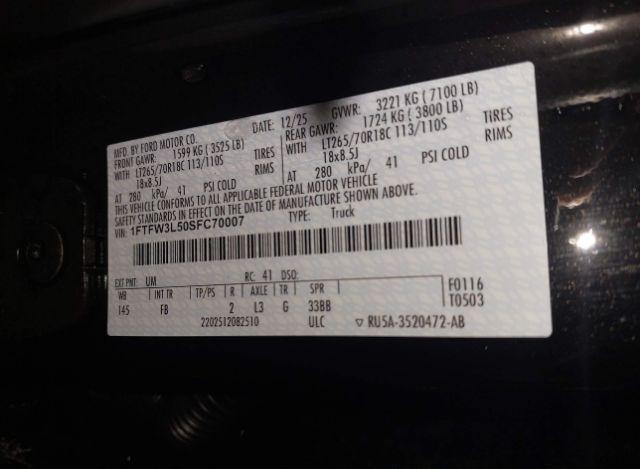 MFD. BY FORD MOTOR CO. DATE: 12/25 GVWR: 3221 KG ( 7100 LB)
FRONT GAWR: 1599 KG ( 3525 LB) REAR GAWR: 1724 KG ( 3800 LB)
WITH LT265/70R18C 113/110S TIRES WITH LT265/70R18C 113/110S TIRES
18x8.5J RIMS 18x8.5J RIMS
AT 280 kPa/ 41 PSI COLD AT 280 kPa/ 41 PSI COLD
THIS VEHICLE CONFORMS TO ALL APPLICABLE FEDERAL MOTOR VEHICLE
SAFETY STANDARDS IN EFFECT ON THE DATE OF MANUFACTURE SHOWN ABOVE.
VIN: 1FTFW3L50SFC70007 TYPE: Truck
EXT PNT: UM RC: 41 DSO:
WB INT TR TP/PS R AXLE TR SPR F0116
145 FB 2 L3 G 33BB T0503
2202512082510 ULC ▽ RU5A-3520472-AB